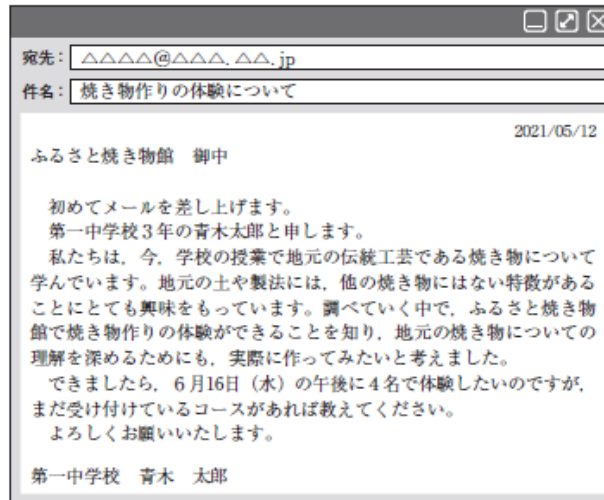 宛先： △△△△@△△△. △△. jp
件名： 焼き物作りの体験について
2021/05/12
ふるさと焼き物館　御中
初めてメールを差し上げます。
第一中学校３年の青木太郎と申します。
私たちは，今，学校の授業で地元の伝統工芸である焼き物について
学んでいます。地元の土や製法には，他の焼き物にはない特徴がある
ことにとても興味をもっています。調べていく中で，ふるさと焼き物
館で焼き物作りの体験ができることを知り，地元の焼き物についての
理解を深めるためにも，実際に作ってみたいと考えました。
できましたら，６月16日（水）の午後に４名で体験したいのですが，
まだ受け付けているコースがあれば教えてください。
よろしくお願いいたします。
第一中学校　青木　太郎